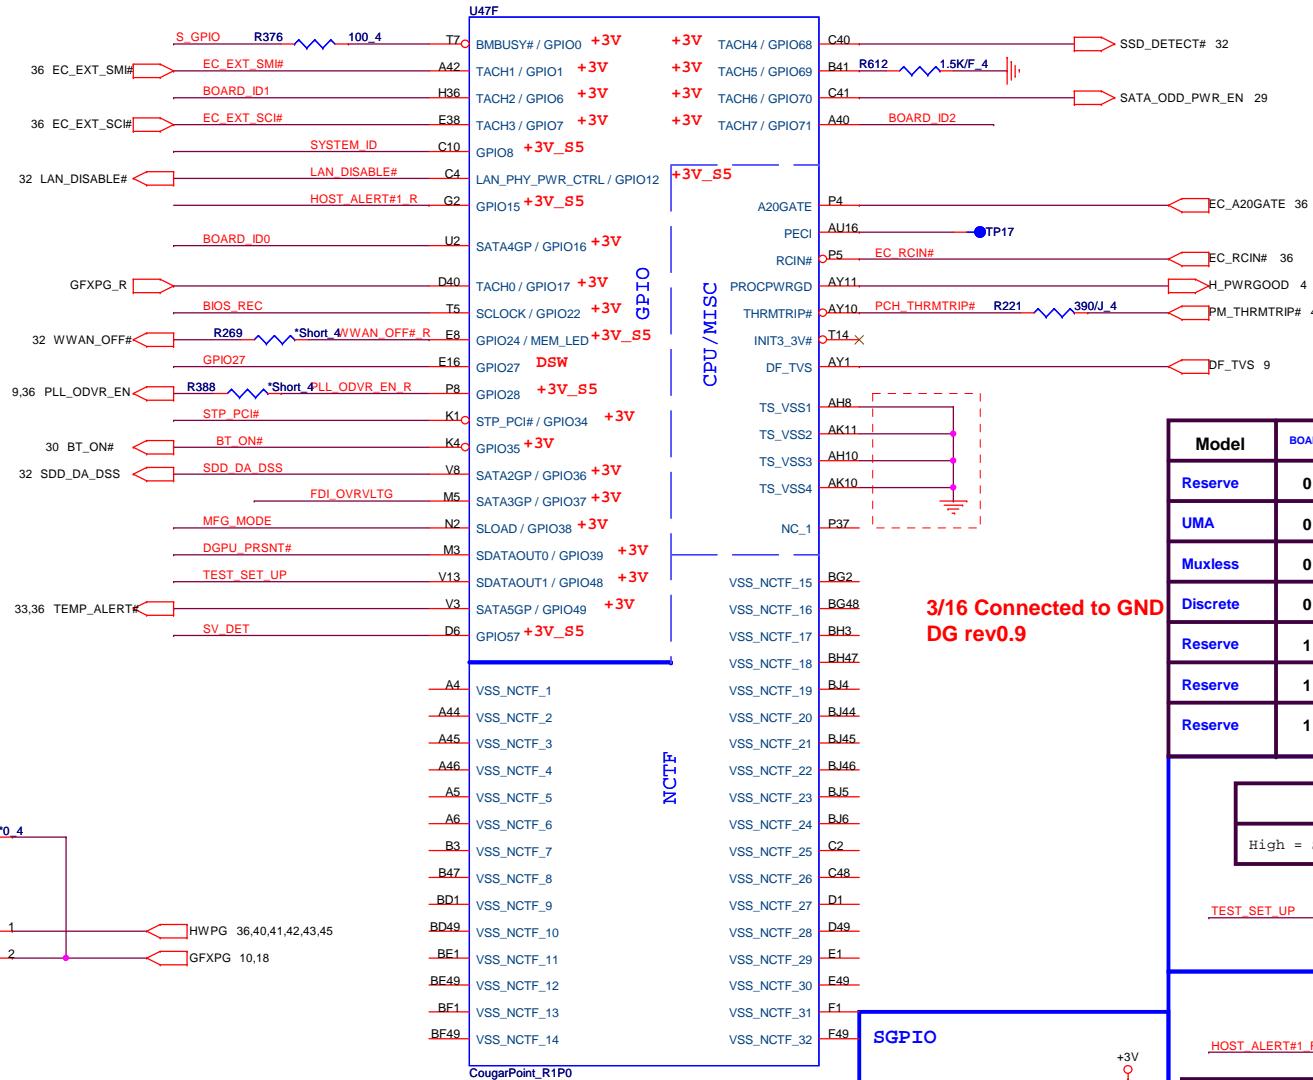 U47F
S_GPIO R376 100_4 T7 BMBUSY# / GPIO0 +3V
36 EC_EXT_SMI# EC_EXT_SMI# A42 TACH1 / GPIO1 +3V
BOARD_ID1 H36 TACH2 / GPIO6 +3V
36 EC_EXT_SCI# EC_EXT_SCI# E38 TACH3 / GPIO7 +3V
SYSTEM_ID C10 GPIO8 +3V_S5
32 LAN_DISABLE# LAN_DISABLE# C4 LAN_PHY_PWR_CTRL / GPIO12 +3V_S5
HOST_ALERT#1_R G2 GPIO15 +3V_S5
BOARD_ID0 U2 SATA4GP / GPIO16 +3V
GFXPG_R D40 TACH0 / GPIO17 +3V
BIOS_REC T5 SCLOCK / GPIO22 +3V
32 WWAN_OFF# R269 *Short_4 WWAN_OFF#_R E8 GPIO24 / MEM_LED +3V_S5
GPIO27 E16 GPIO27 DSW
9,36 PLL_ODVR_EN R388 *Short_4 PLL_ODVR_EN_R P8 GPIO28 +3V_S5
STP_PCI# K1 STP_PCI# / GPIO34 +3V
30 BT_ON# BT_ON# K4 GPIO35 +3V
32 SDD_DA_DSS SDD_DA_DSS V8 SATA2GP / GPIO36 +3V
FDI_OVRVLTG M5 SATA3GP / GPIO37 +3V
MFG_MODE N2 SLOAD / GPIO38 +3V
DGPU_PRSNT# M3 SDATAOUT0 / GPIO39 +3V
TEST_SET_UP V13 SDATAOUT1 / GPIO48 +3V
33,36 TEMP_ALERT# V3 SATA5GP / GPIO49 +3V
SV_DET D6 GPIO57 +3V_S5
GPIO
CPU/MISC
NCTF
A4 VSS_NCTF_1
A44 VSS_NCTF_2
A45 VSS_NCTF_3
A46 VSS_NCTF_4
A5 VSS_NCTF_5
A6 VSS_NCTF_6
B3 VSS_NCTF_7
B47 VSS_NCTF_8
BD1 VSS_NCTF_9
BD49 VSS_NCTF_10
BE1 VSS_NCTF_11
BE49 VSS_NCTF_12
BF1 VSS_NCTF_13
BF49 VSS_NCTF_14
CougarPoint_R1P0
+3V TACH4 / GPIO68 C40 SSD_DETECT# 32
+3V TACH5 / GPIO69 B41 R612 1.5K/F_4
+3V TACH6 / GPIO70 C41 SATA_ODD_PWR_EN 29
+3V TACH7 / GPIO71 A40 BOARD_ID2
A20GATE P4 EC_A20GATE 36
PECI AU16 TP17
RCIN# P5 EC_RCIN# EC_RCIN# 36
PROCPWRGD AY11 H_PWRGOOD 4
THRMTRIP# AY10 PCH_THRMTRIP# R221 390/J_4 PM_THRMTRIP# 4
INIT3_3V# T14
DF_TVS AY1 DF_TVS 9
TS_VSS1 AH8
TS_VSS2 AK11
TS_VSS3 AH10
TS_VSS4 AK10
NC_1 P37
VSS_NCTF_15 BG2
VSS_NCTF_16 BG48
VSS_NCTF_17 BH3
VSS_NCTF_18 BH47
VSS_NCTF_19 BJ4
VSS_NCTF_20 BJ44
VSS_NCTF_21 BJ45
VSS_NCTF_22 BJ46
VSS_NCTF_23 BJ5
VSS_NCTF_24 BJ6
VSS_NCTF_25 C2
VSS_NCTF_26 C48
VSS_NCTF_27 D1
VSS_NCTF_28 D49
VSS_NCTF_29 E1
VSS_NCTF_30 E49
VSS_NCTF_31 F1
VSS_NCTF_32 F49
3/16 Connected to GND
DG rev0.9
Model BOA
Reserve 0
UMA 0
Muxless 0
Discrete 0
Reserve 1
Reserve 1
Reserve 1
High =
TEST_SET_UP
HOST_ALERT#1_R
SGPIO
+3V
*0_4
1 HWPG 36,40,41,42,43,45
2 GFXPG 10,18